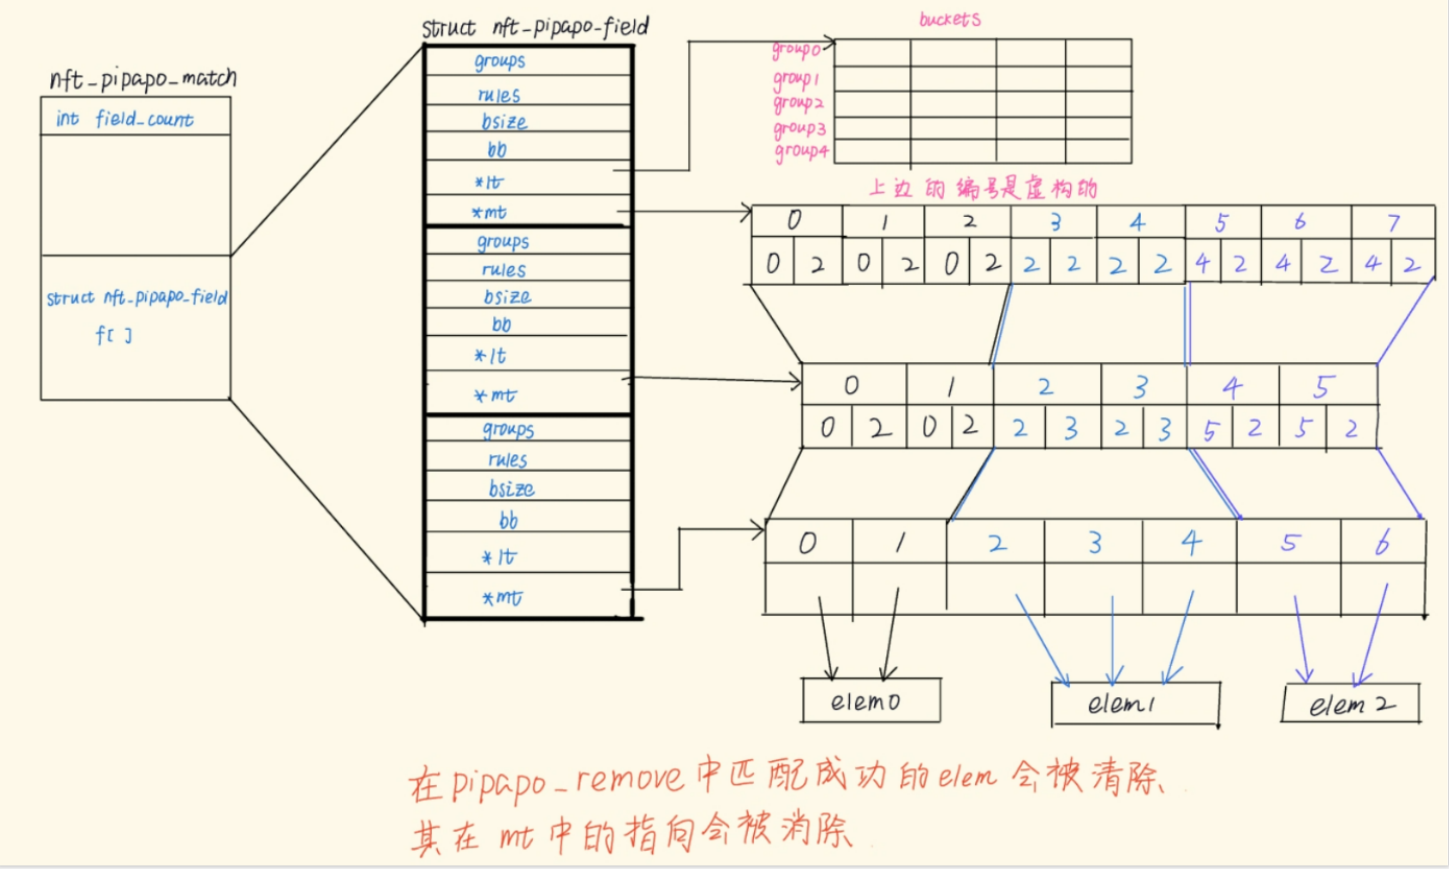 nft_pipapo_match
int field_count
struct nft_pipapo_field
f[ ]
struct nft_pipapo_field
groups
rules
bsize
bb
*lt
*mt
groups
rules
bsize
bb
*lt
*mt
groups
rules
bsize
bb
*lt
*mt
buckets
group0
group1
group2
group3
group4
上边的编号是虚构的
0 1 2 3 4 5 6 7
0 2 0 2 0 2 2 2 2 2 4 2 4 2 4 2
0 1 2 3 4 5
0 2 0 2 2 3 2 3 5 2 5 2
0 1 2 3 4 5 6
elem0 elem1 elem2
在pipapo_remove中匹配成功的elem会被清除
其在mt中的指向会被消除